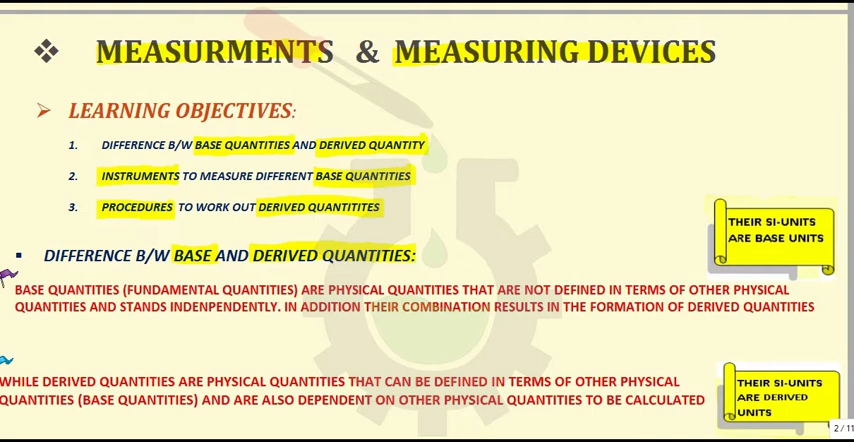 ❖ MEASURMENTS & MEASURING DEVICES
➢ LEARNING OBJECTIVES:
1. DIFFERENCE B/W BASE QUANTITIES AND DERIVED QUANTITY
2. INSTRUMENTS TO MEASURE DIFFERENT BASE QUANTITIES
3. PROCEDURES TO WORK OUT DERIVED QUANTITITES
THEIR SI-UNITS
ARE BASE UNITS
▪ DIFFERENCE B/W BASE AND DERIVED QUANTITIES:
BASE QUANTITIES (FUNDAMENTAL QUANTITIES) ARE PHYSICAL QUANTITIES THAT ARE NOT DEFINED IN TERMS OF OTHER PHYSICAL
QUANTITIES AND STANDS INDENPENDENTLY. IN ADDITION THEIR COMBINATION RESULTS IN THE FORMATION OF DERIVED QUANTITIES
WHILE DERIVED QUANTITIES ARE PHYSICAL QUANTITIES THAT CAN BE DEFINED IN TERMS OF OTHER PHYSICAL
QUANTITIES (BASE QUANTITIES) AND ARE ALSO DEPENDENT ON OTHER PHYSICAL QUANTITIES TO BE CALCULATED
THEIR SI-UNITS
ARE DERIVED
UNITS
2 / 11